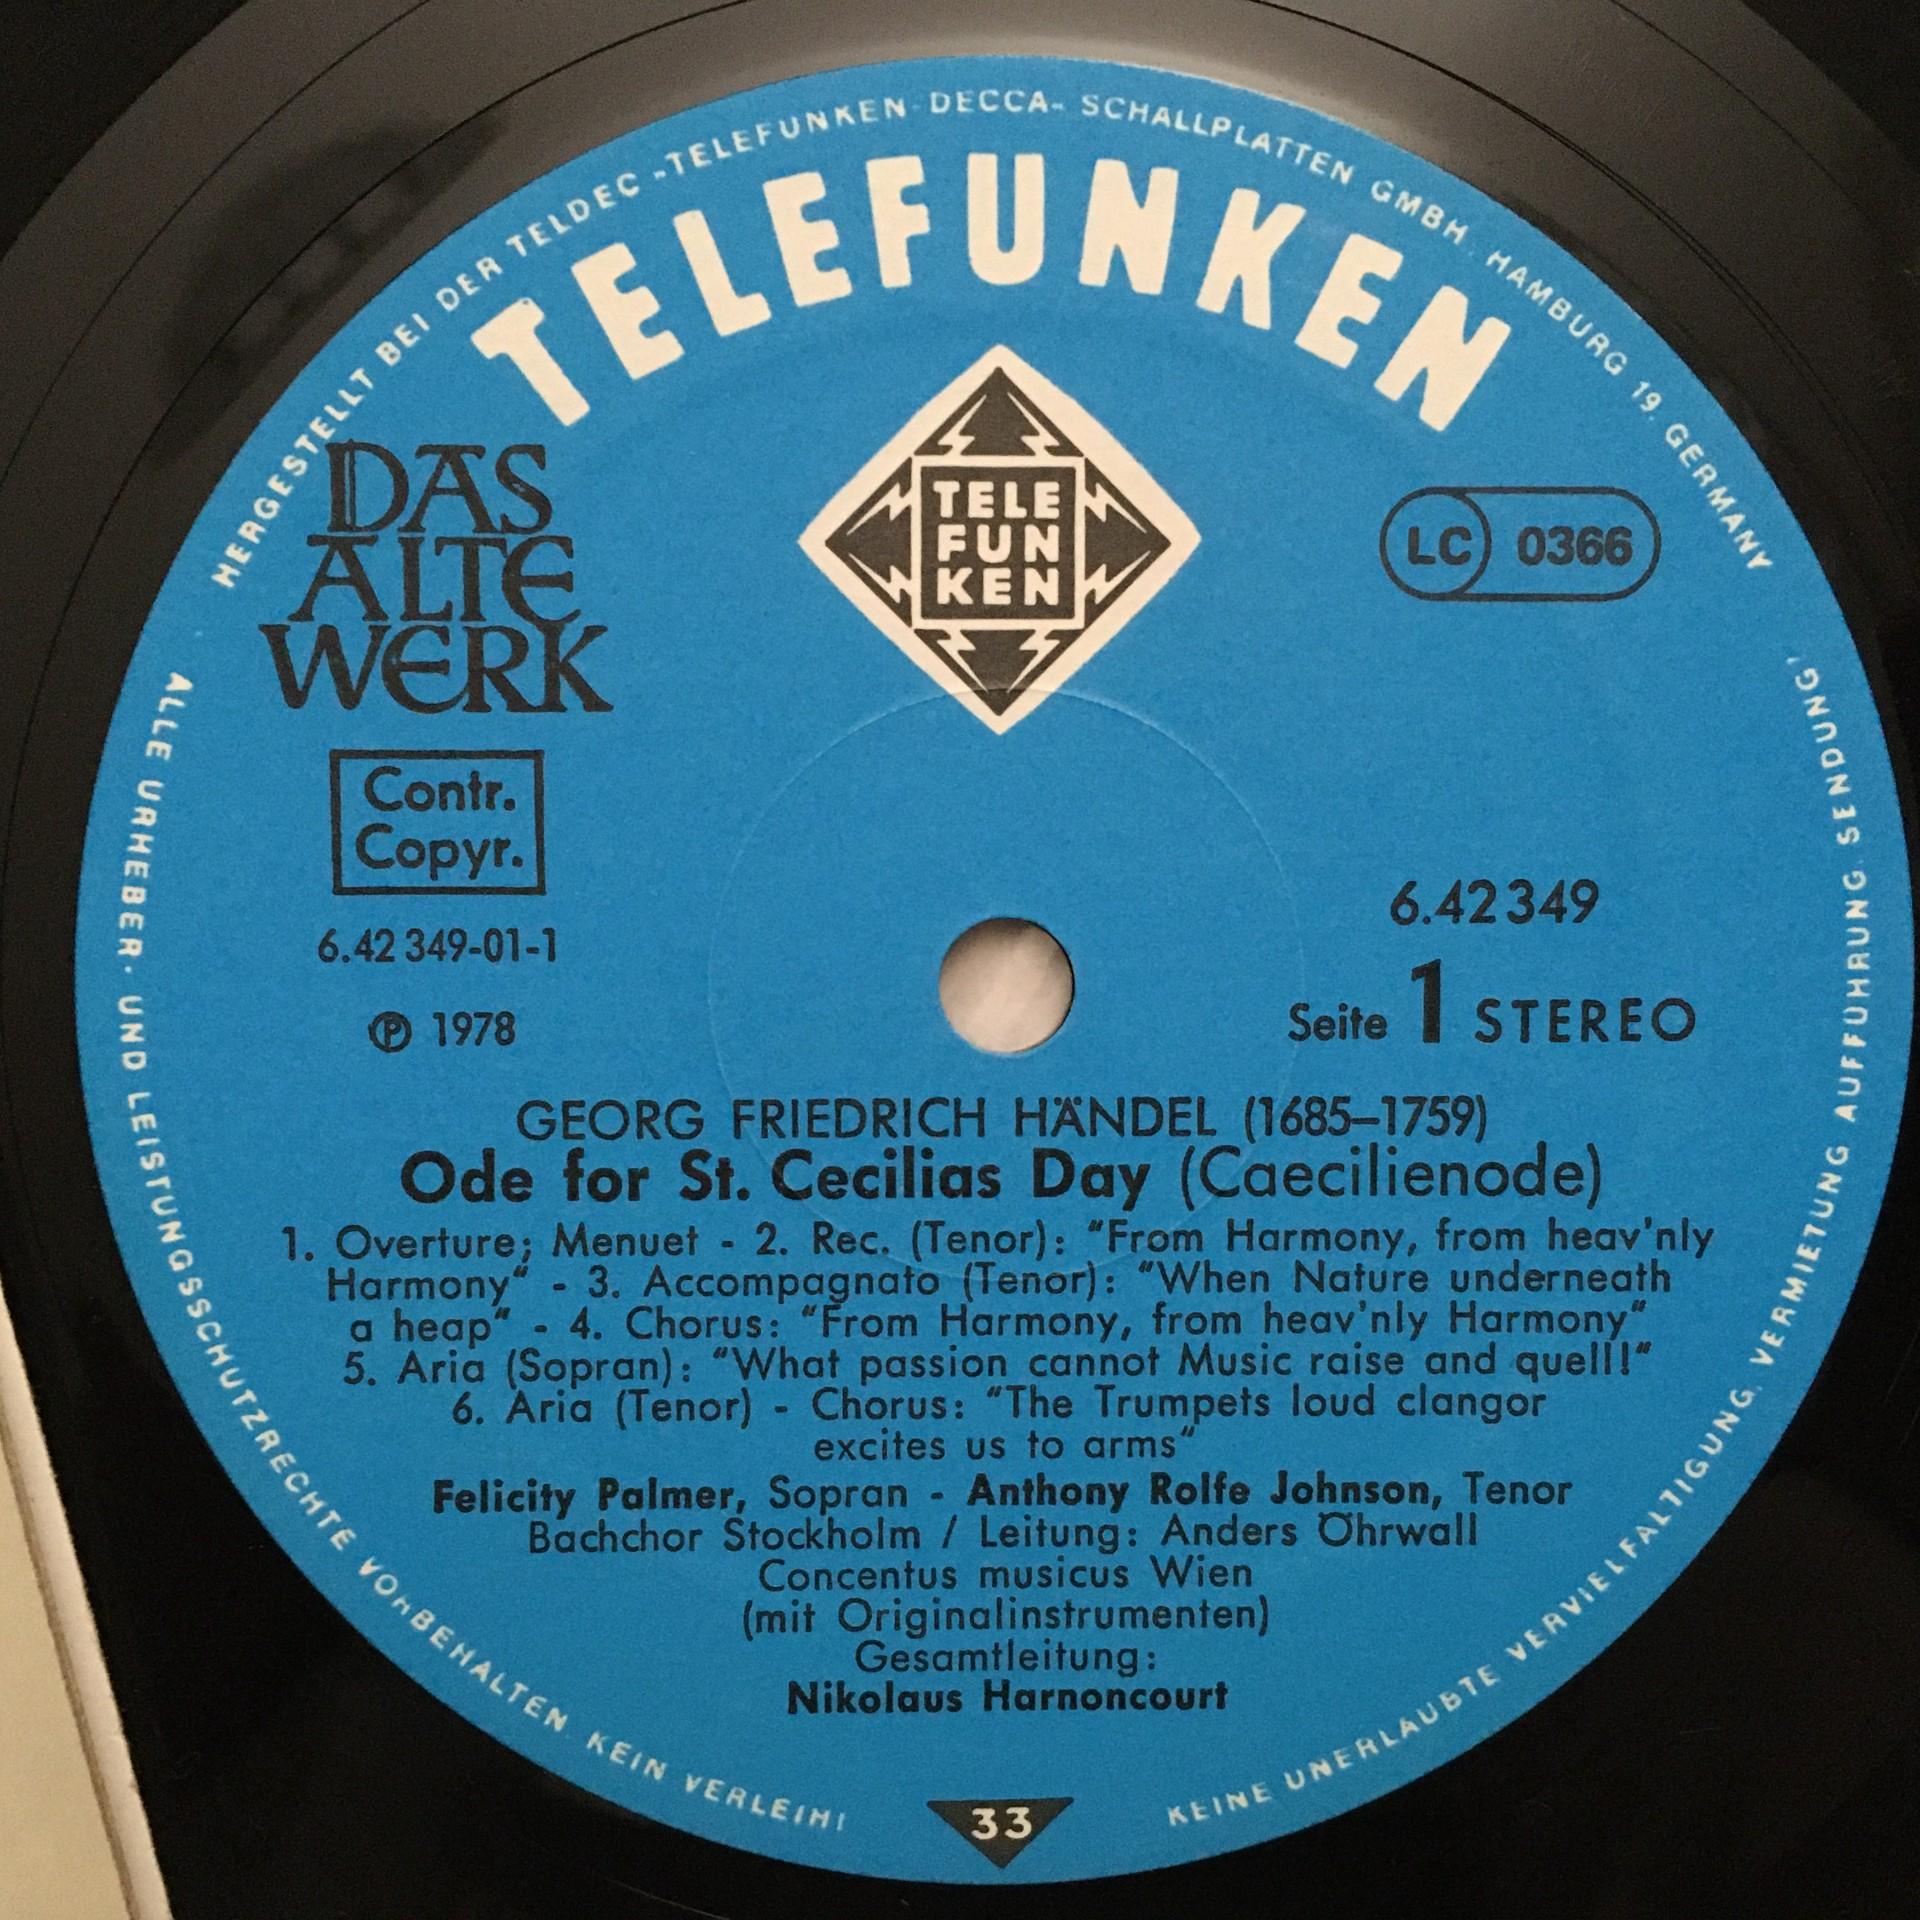 HERGESTELLT BEI DER TELDEC „TELEFUNKEN-DECCA“ SCHALLPLATTEN GMBH. HAMBURG 19. GERMANY
TELEFUNKEN
DAS
ALTE
WERK
TELE
FUN
KEN
LC 0366
Contr.
Copyr.
6.42 349-01-1
℗ 1978
6.42349
Seite 1 STEREO
GEORG FRIEDRICH HÄNDEL (1685–1759)
Ode for St. Cecilias Day (Caecilienode)
1. Overture; Menuet - 2. Rec. (Tenor): “From Harmony, from heav'nly
Harmony“ - 3. Accompagnato (Tenor): “When Nature underneath
a heap“ - 4. Chorus: “From Harmony, from heav'nly Harmony“
5. Aria (Sopran): “What passion cannot Music raise and quell!“
6. Aria (Tenor) - Chorus: “The Trumpets loud clangor
excites us to arms“
Felicity Palmer, Sopran - Anthony Rolfe Johnson, Tenor
Bachchor Stockholm / Leitung: Anders Öhrwall
Concentus musicus Wien
(mit Originalinstrumenten)
Gesamtleitung:
Nikolaus Harnoncourt
33
ALLE URHEBER- UND LEISTUNGSSCHUTZRECHTE VORBEHALTEN. KEIN VERLEIH!
KEINE UNERLAUBTE VERVIELFÄLTIGUNG, VERMIETUNG AUFFÜHRUNG SENDUNG!